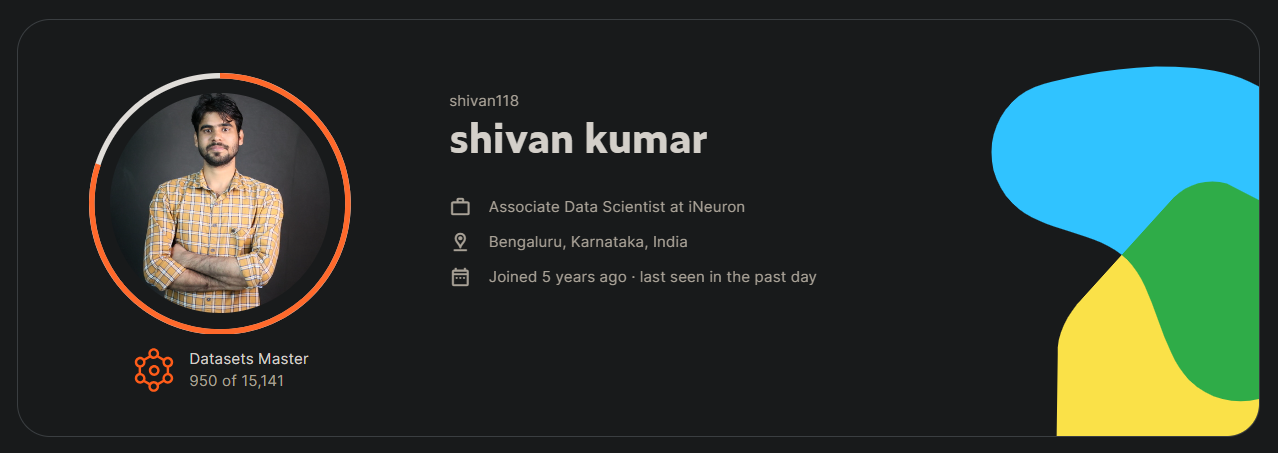 shivan118
shivan kumar
Associate Data Scientist at iNeuron
Bengaluru, Karnataka, India
Joined 5 years ago · last seen in the past day
Datasets Master
950 of 15,141